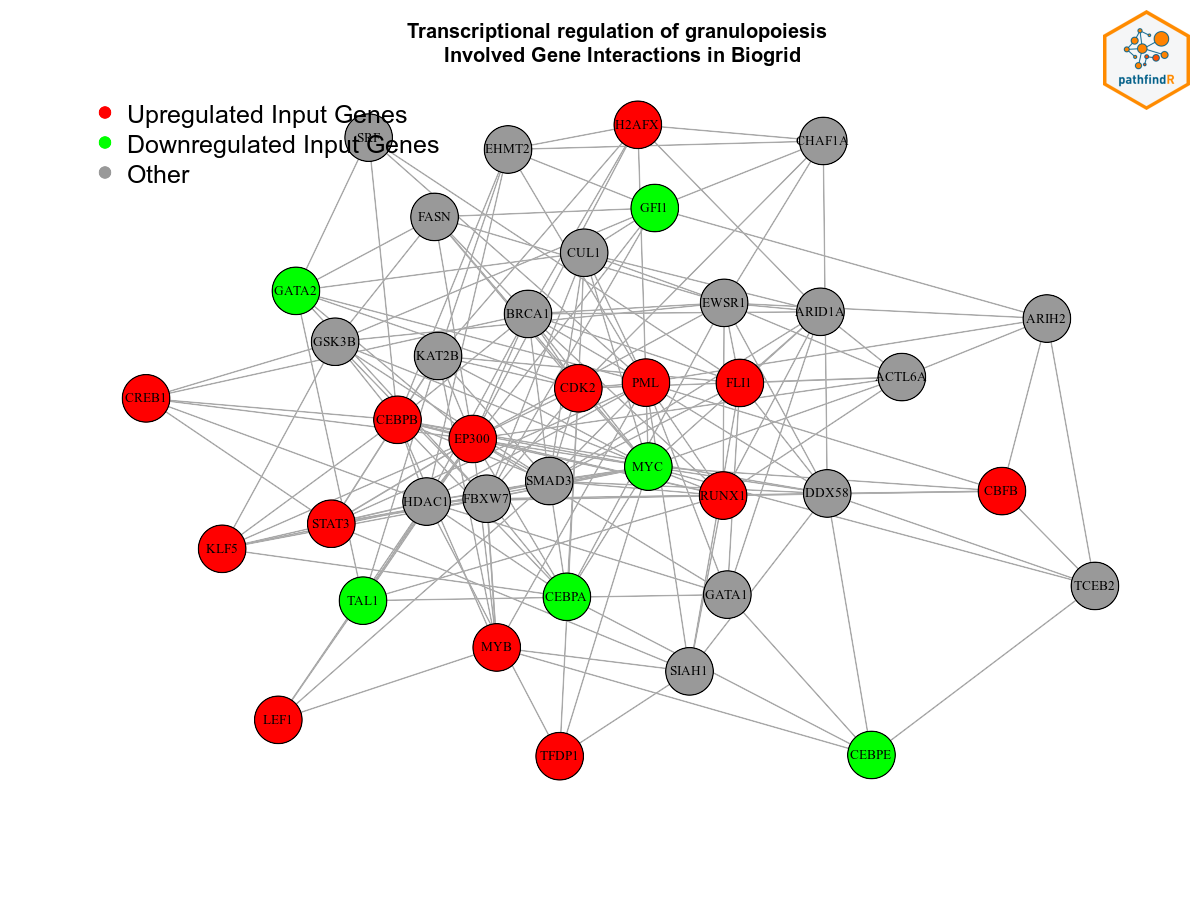 Transcriptional regulation of granulopoiesis
Involved Gene Interactions in Biogrid
pathfindR
Upregulated Input Genes
Downregulated Input Genes
Other
SRF
EHMT2
H2AFX
CHAF1A
FASN
GFI1
CUL1
GATA2
BRCA1
EWSR1
ARID1A
ARIH2
GSK3B
KAT2B
CREB1
CDK2
PML
FLI1
ACTL6A
CEBPB
EP300
MYC
SMAD3
HDAC1
FBXW7
RUNX1
DDX58
CBFB
STAT3
KLF5
TAL1
CEBPA
GATA1
TCEB2
MYB
SIAH1
LEF1
TFDP1
CEBPE